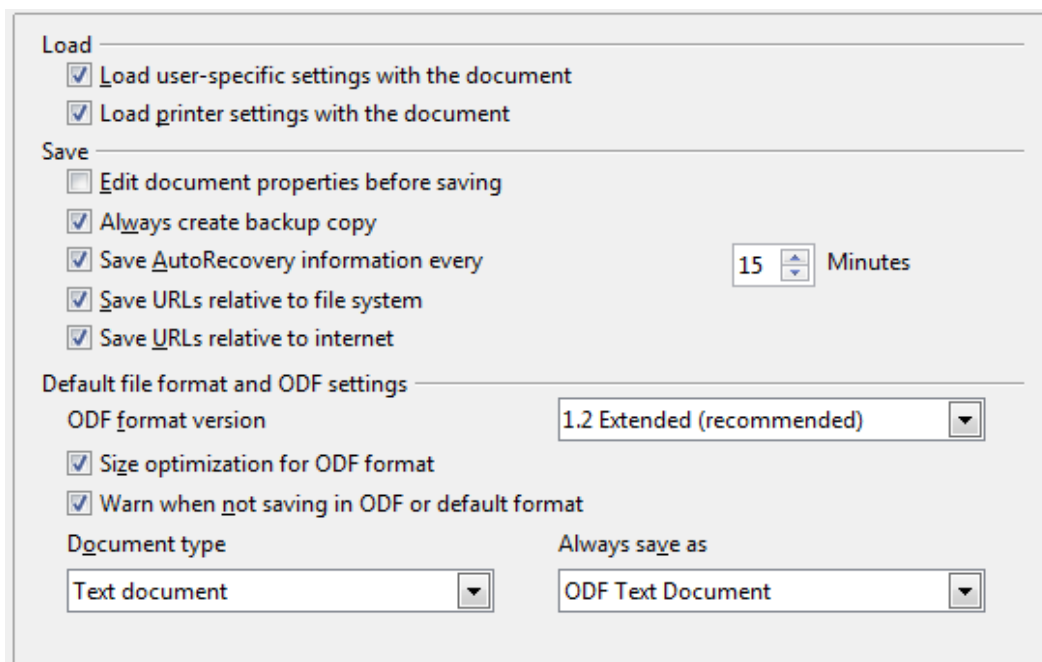 Load
Load user-specific settings with the document
Load printer settings with the document
Save
Edit document properties before saving
Always create backup copy
Save AutoRecovery information every 15 Minutes
Save URLs relative to file system
Save URLs relative to internet
Default file format and ODF settings
ODF format version 1.2 Extended (recommended)
Size optimization for ODF format
Warn when not saving in ODF or default format
Document type Always save as
Text document ODF Text Document